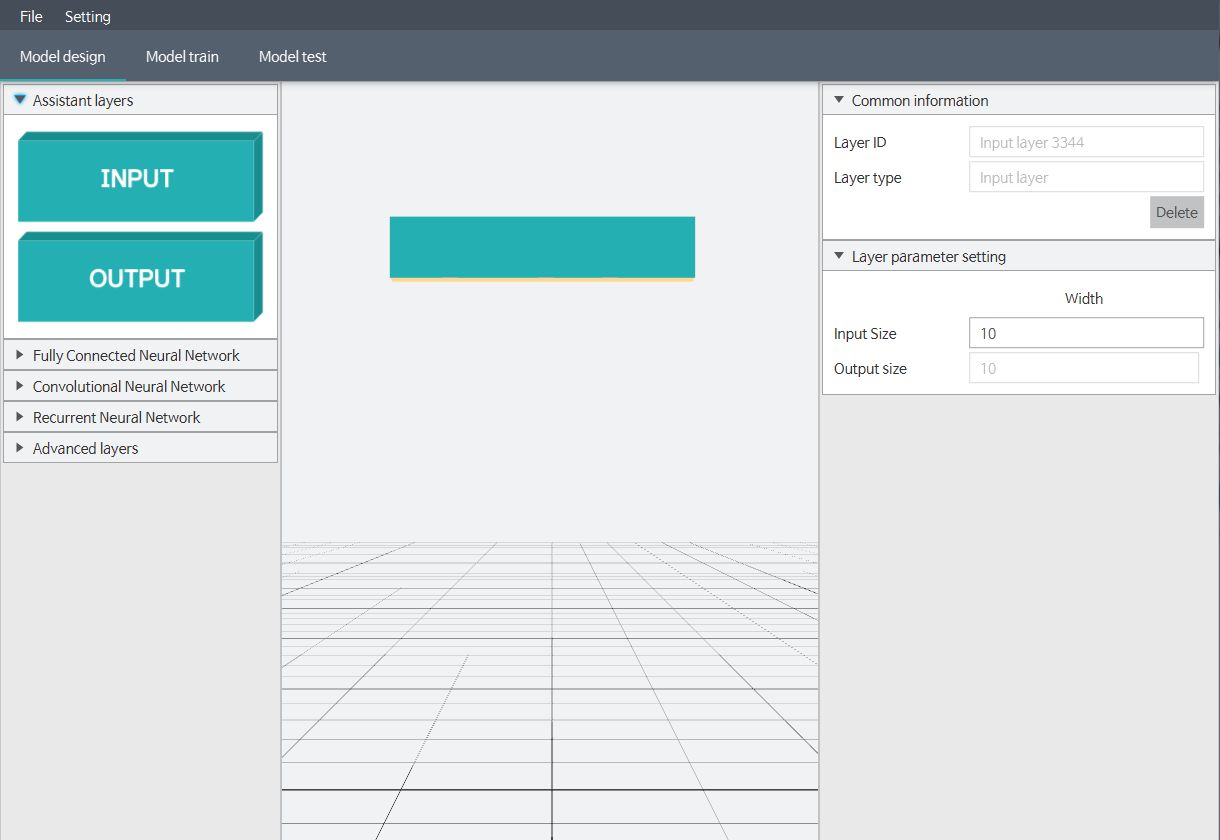 File Setting
Model design Model train Model test
Assistant layers
INPUT
OUTPUT
Fully Connected Neural Network
Convolutional Neural Network
Recurrent Neural Network
Advanced layers
Common information
Layer ID Input layer 3344
Layer type Input layer
Delete
Layer parameter setting
Width
Input Size 10
Output size 10